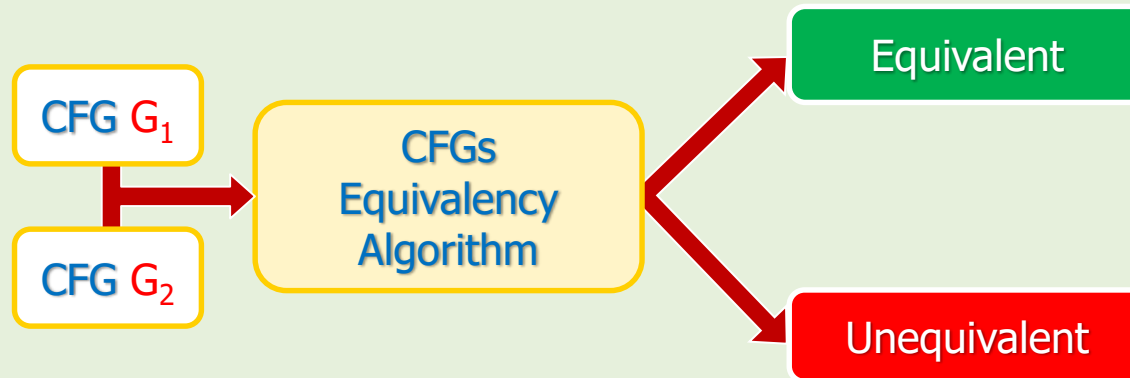 CFG G₁
CFG G₂
CFGs
Equivalency
Algorithm
Equivalent
Unequivalent